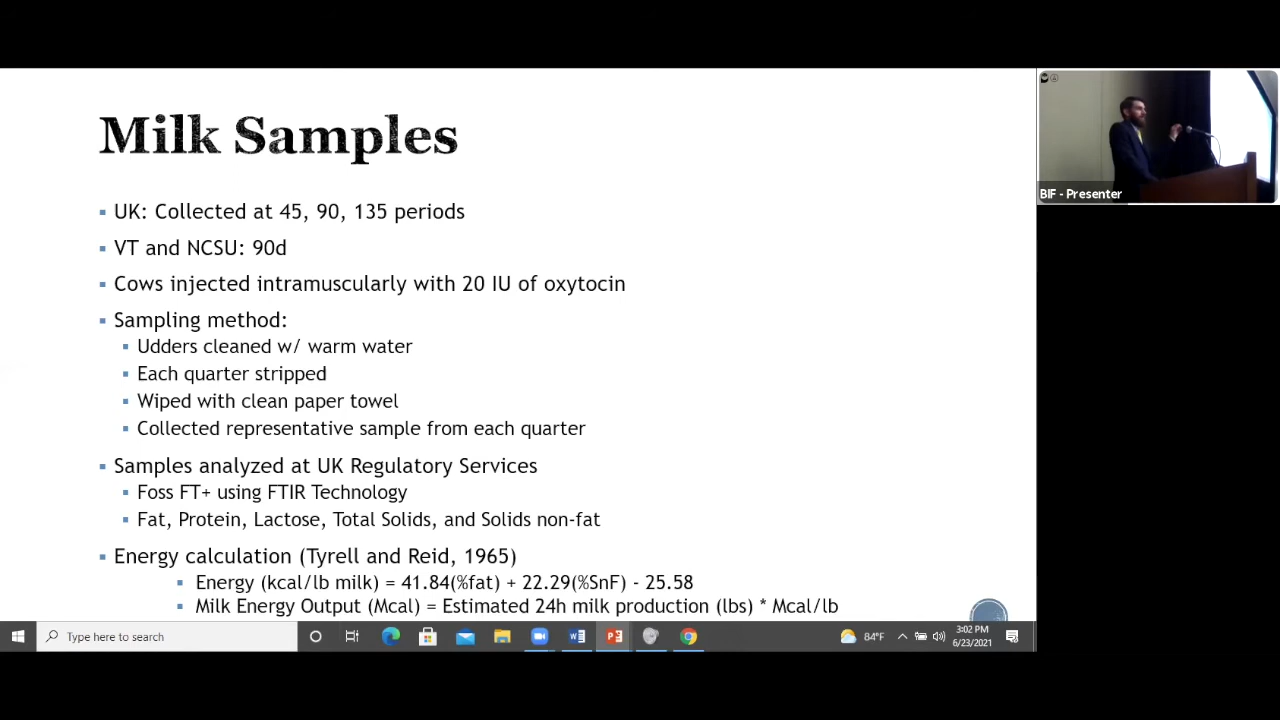 Milk Samples
UK: Collected at 45, 90, 135 periods
VT and NCSU: 90d
Cows injected intramuscularly with 20 IU of oxytocin
Sampling method:
Udders cleaned w/ warm water
Each quarter stripped
Wiped with clean paper towel
Collected representative sample from each quarter
Samples analyzed at UK Regulatory Services
Foss FT+ using FTIR Technology
Fat, Protein, Lactose, Total Solids, and Solids non-fat
Energy calculation (Tyrell and Reid, 1965)
Energy (kcal/lb milk) = 41.84(%fat) + 22.29(%SnF) - 25.58
Milk Energy Output (Mcal) = Estimated 24h milk production (lbs) * Mcal/lb
BIF - Presenter
Type here to search
84°F
3:02 PM
6/23/2021